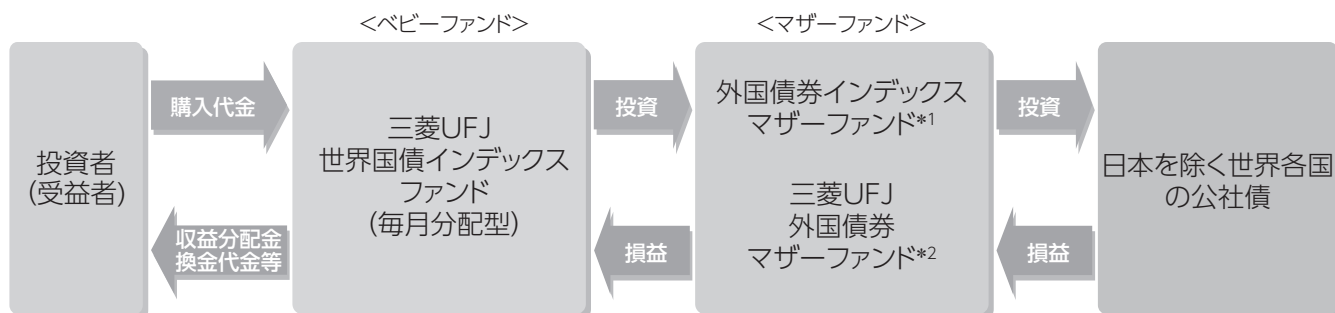 <ベビーファンド>
<マザーファンド>
投資者
(受益者)
購入代金
収益分配金
換金代金等
三菱UFJ
世界国債インデックス
ファンド
(毎月分配型)
投資
損益
外国債券インデックス
マザーファンド*1
三菱UFJ
外国債券
マザーファンド*2
投資
損益
日本を除く世界各国
の公社債